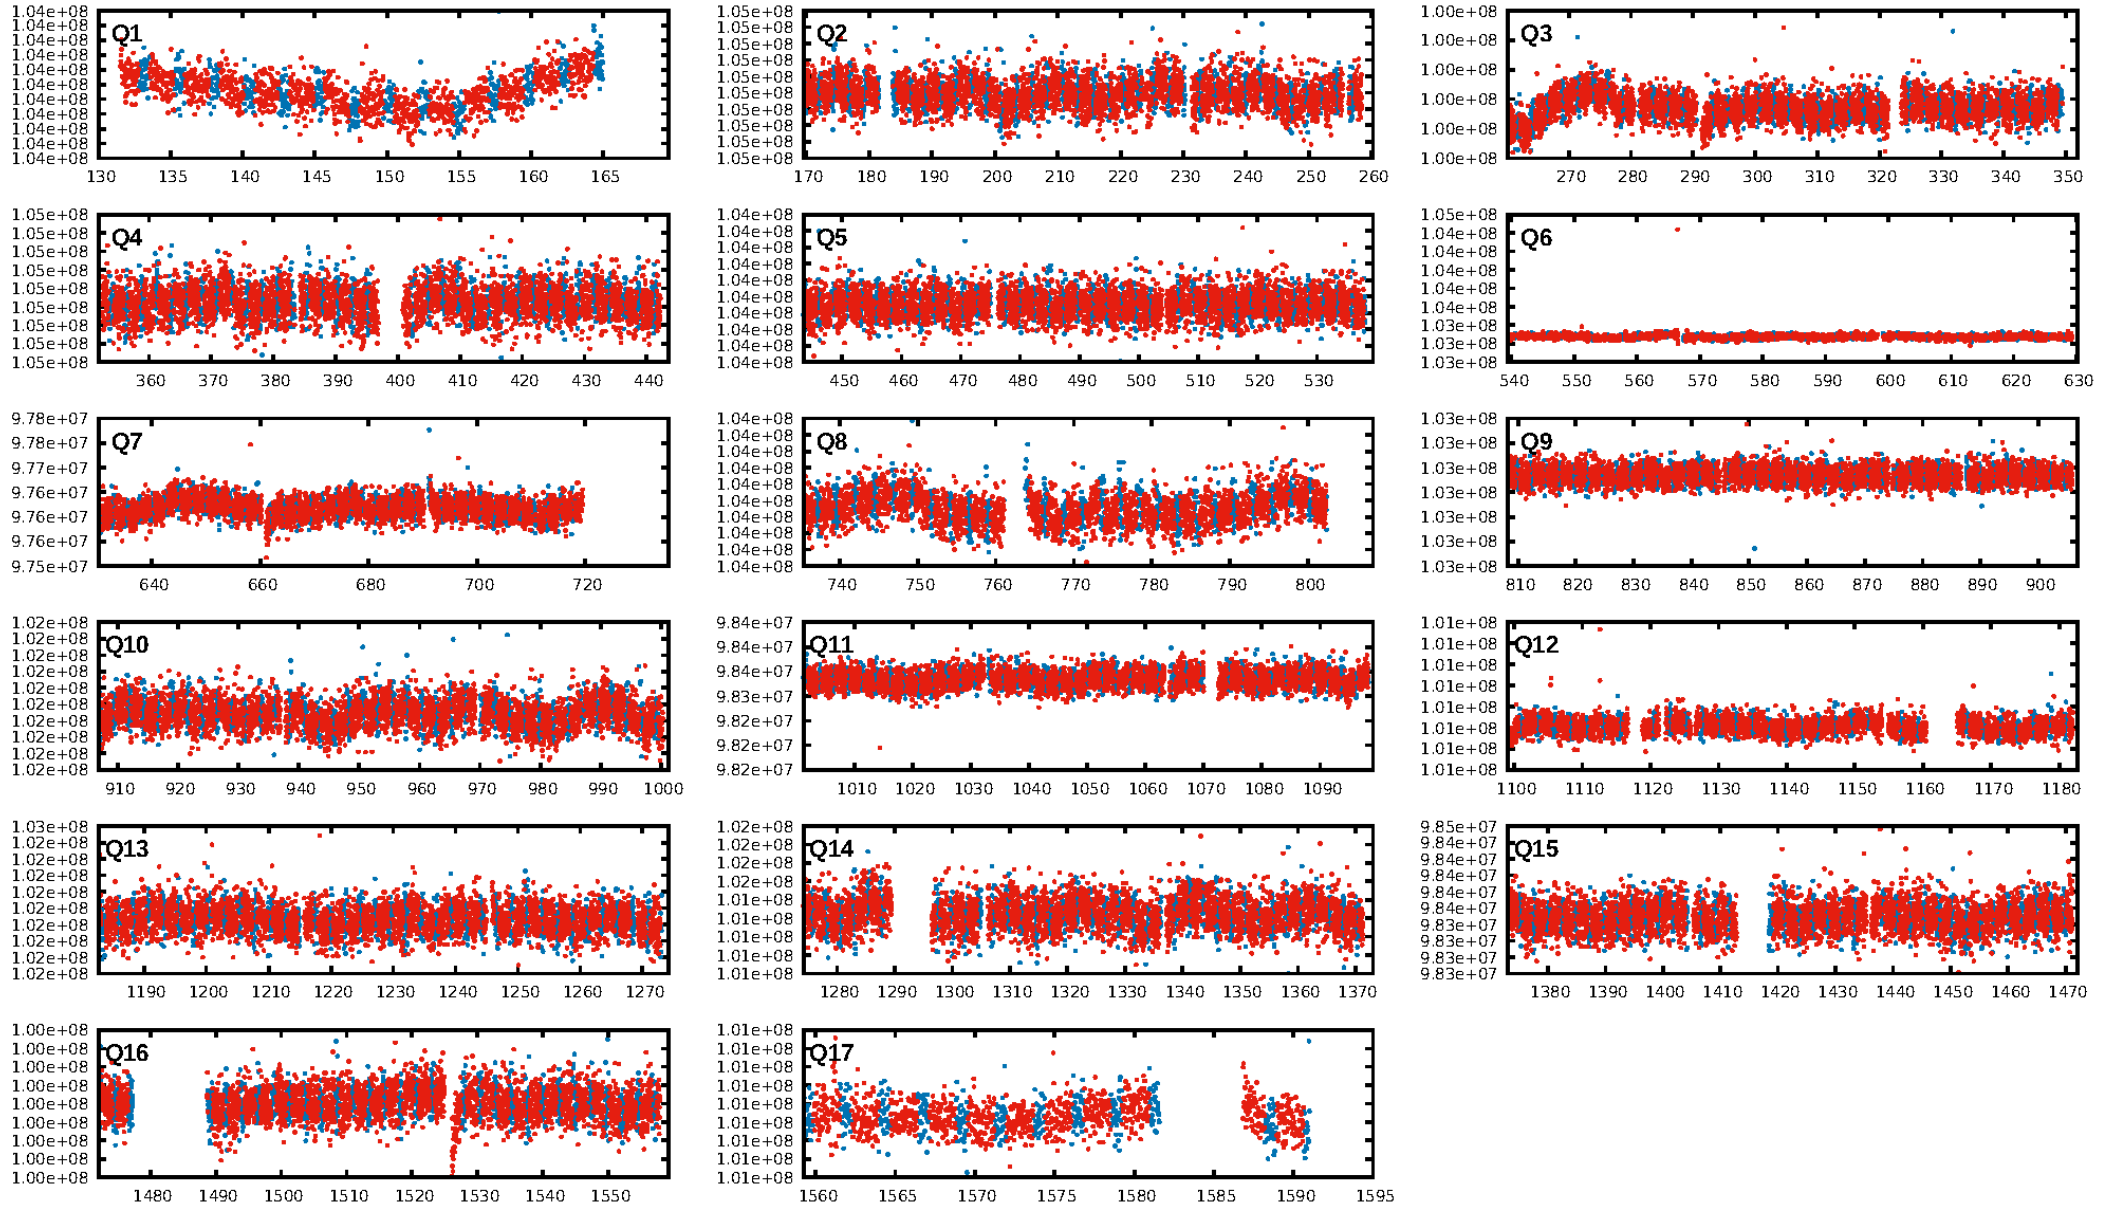 1.04e+08
1.04e+08
1.04e+08
1.04e+08
1.04e+08
1.04e+08
1.04e+08
1.04e+08
1.04e+08
1.04e+08
1.04e+08
Q1
130 135 140 145 150 155 160 165
1.05e+08
1.05e+08
1.05e+08
1.05e+08
1.05e+08
1.05e+08
1.05e+08
1.05e+08
1.05e+08
1.05e+08
Q2
170 180 190 200 210 220 230 240 250 260
1.00e+08
1.00e+08
1.00e+08
1.00e+08
1.00e+08
1.00e+08
Q3
270 280 290 300 310 320 330 340 350
1.05e+08
1.05e+08
1.05e+08
1.05e+08
1.05e+08
1.05e+08
1.05e+08
1.05e+08
1.05e+08
Q4
360 370 380 390 400 410 420 430 440
1.04e+08
1.04e+08
1.04e+08
1.04e+08
1.04e+08
1.04e+08
1.04e+08
1.04e+08
1.04e+08
1.04e+08
Q5
450 460 470 480 490 500 510 520 530
1.05e+08
1.04e+08
1.04e+08
1.04e+08
1.04e+08
1.04e+08
1.03e+08
1.03e+08
1.03e+08
Q6
540 550 560 570 580 590 600 610 620 630
9.78e+07
9.78e+07
9.77e+07
9.76e+07
9.76e+07
9.76e+07
9.75e+07
Q7
640 660 680 700 720
1.04e+08
1.04e+08
1.04e+08
1.04e+08
1.04e+08
1.04e+08
1.04e+08
1.04e+08
1.04e+08
1.04e+08
Q8
740 750 760 770 780 790 800
1.03e+08
1.03e+08
1.03e+08
1.03e+08
1.03e+08
1.03e+08
1.03e+08
Q9
810 820 830 840 850 860 870 880 890 900
1.02e+08
1.02e+08
1.02e+08
1.02e+08
1.02e+08
1.02e+08
1.02e+08
1.02e+08
1.02e+08
1.02e+08
Q10
910 920 930 940 950 960 970 980 990 1000
9.84e+07
9.84e+07
9.84e+07
9.83e+07
9.82e+07
9.82e+07
9.82e+07
Q11
1010 1020 1030 1040 1050 1060 1070 1080 1090
1.01e+08
1.01e+08
1.01e+08
1.01e+08
1.01e+08
1.01e+08
1.01e+08
1.01e+08
Q12
1100 1110 1120 1130 1140 1150 1160 1170 1180
1.03e+08
1.03e+08
1.02e+08
1.02e+08
1.02e+08
1.02e+08
1.02e+08
1.02e+08
1.02e+08
1.02e+08
Q13
1190 1200 1210 1220 1230 1240 1250 1260 1270
1.02e+08
1.02e+08
1.02e+08
1.02e+08
1.01e+08
1.01e+08
1.01e+08
1.01e+08
1.01e+08
Q14
1280 1290 1300 1310 1320 1330 1340 1350 1360 1370
9.85e+07
9.84e+07
9.84e+07
9.84e+07
9.84e+07
9.84e+07
9.83e+07
9.83e+07
9.83e+07
9.83e+07
Q15
1380 1390 1400 1410 1420 1430 1440 1450 1460 1470
1.00e+08
1.00e+08
1.00e+08
1.00e+08
1.00e+08
1.00e+08
1.00e+08
1.00e+08
1.00e+08
Q16
1480 1490 1500 1510 1520 1530 1540 1550
1.01e+08
1.01e+08
1.01e+08
1.01e+08
1.01e+08
1.01e+08
1.01e+08
1.01e+08
1.01e+08
Q17
1560 1565 1570 1575 1580 1585 1590 1595